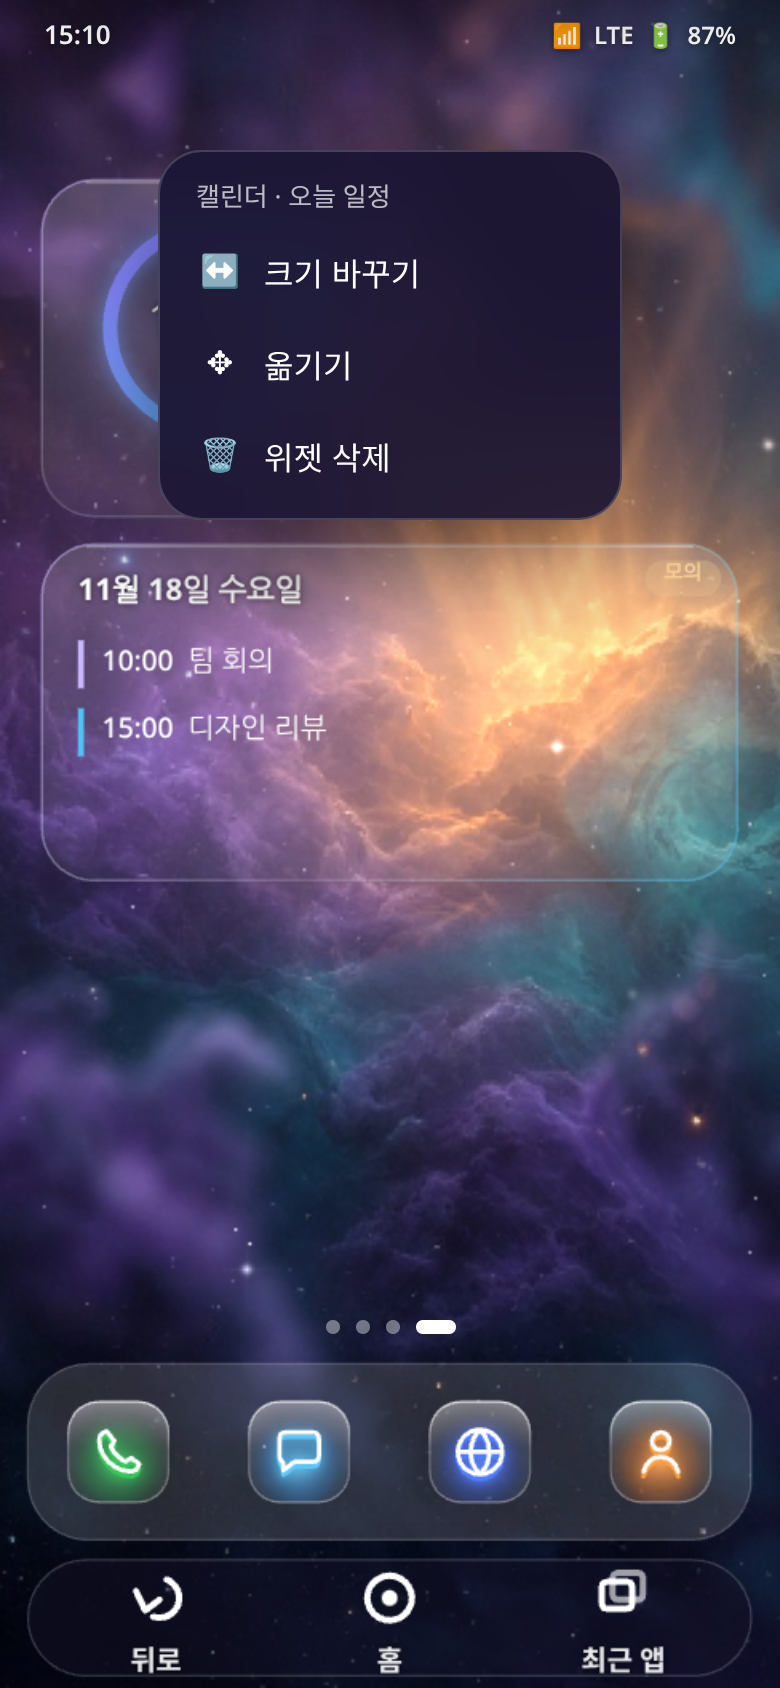 15:10 LTE 87%
캘린더 · 오늘 일정
크기 바꾸기
옮기기
위젯 삭제
11월 18일 수요일
모의
10:00 팀 회의
15:00 디자인 리뷰
뒤로 홈 최근 앱